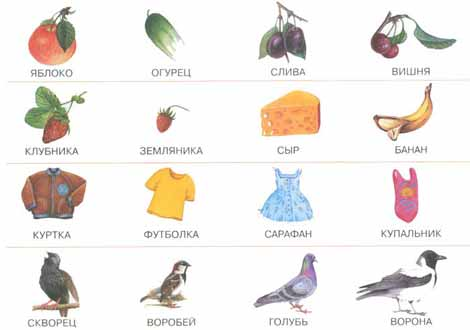 ЯБЛОКО ОГУРЕЦ СЛИВА ВИШНЯ
КЛУБНИКА ЗЕМЛЯНИКА СЫР БАНАН
КУРТКА ФУТБОЛКА САРАФАН КУПАЛЬНИК
СКВОРЕЦ ВОРОБЕЙ ГОЛУБЬ ВОРОНА